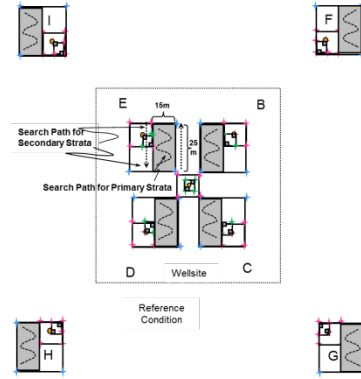 I
F
E
15m
B
Search Path for
Secondary Strata
25
m
Search Path for Primary Strata
D
Wellsite
C
Reference
Condition
H
G